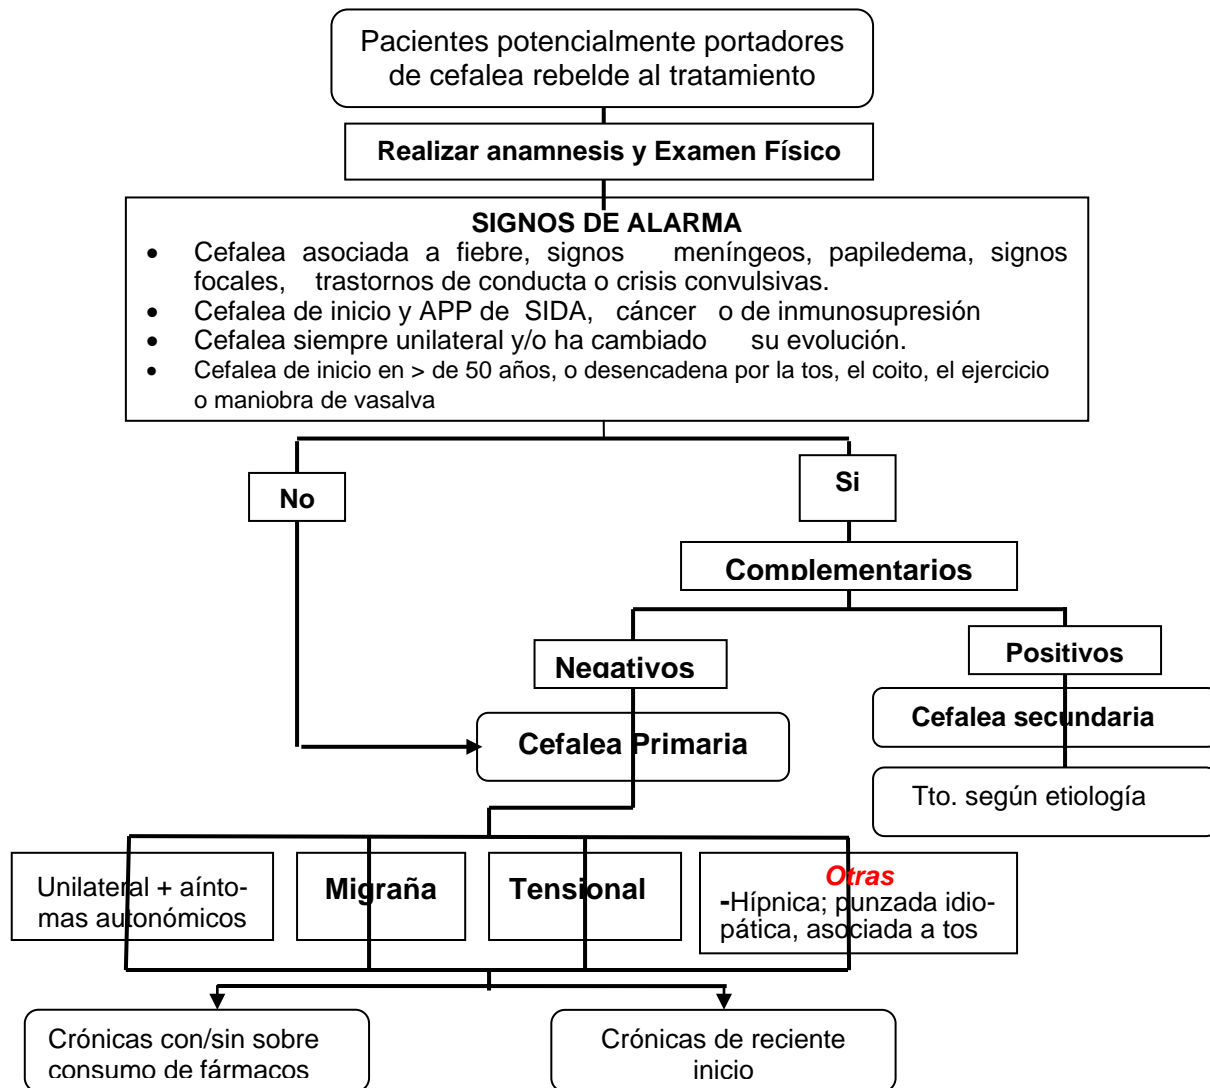 Pacientes potencialmente portadores
de cefalea rebelde al tratamiento
Realizar anamnesis y Examen Físico
SIGNOS DE ALARMA
• Cefalea asociada a fiebre, signos meníngeos, papiledema, signos
focales, trastornos de conducta o crisis convulsivas.
• Cefalea de inicio y APP de SIDA, cáncer o de inmunosupresión
• Cefalea siempre unilateral y/o ha cambiado su evolución.
• Cefalea de inicio en > de 50 años, o desencadena por la tos, el coito, el ejercicio
o maniobra de vasalva
No
Si
Complementarios
Negativos
Positivos
Cefalea Primaria
Cefalea secundaria
Tto. según etiología
Unilateral + aínto-
mas autonómicos
Migraña
Tensional
Otras
-Hípnica; punzada idio-
pática, asociada a tos
Crónicas con/sin sobre
consumo de fármacos
Crónicas de reciente
inicio